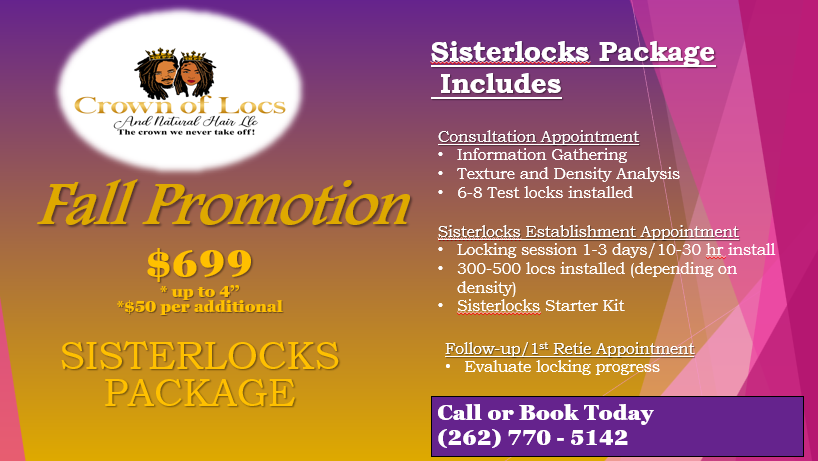 Crown of Locs
And Natural Hair Llc
The crown we never take off!
Fall Promotion
$699
* up to 4”
*$50 per additional
SISTERLOCKS
PACKAGE
Sisterlocks Package
Includes
Consultation Appointment
• Information Gathering
• Texture and Density Analysis
• 6-8 Test locks installed
Sisterlocks Establishment Appointment
• Locking session 1-3 days/10-30 hr install
• 300-500 locs installed (depending on
density)
• Sisterlocks Starter Kit
Follow-up/1st Retie Appointment
• Evaluate locking progress
Call or Book Today
(262) 770 - 5142